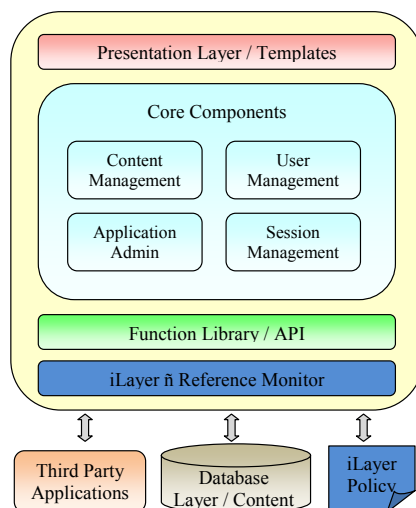 Presentation Layer / Templates
Core Components
Content
Management
User
Management
Application
Admin
Session
Management
Function Library / API
iLayer ñ Reference Monitor
Third Party
Applications
Database
Layer / Content
iLayer
Policy